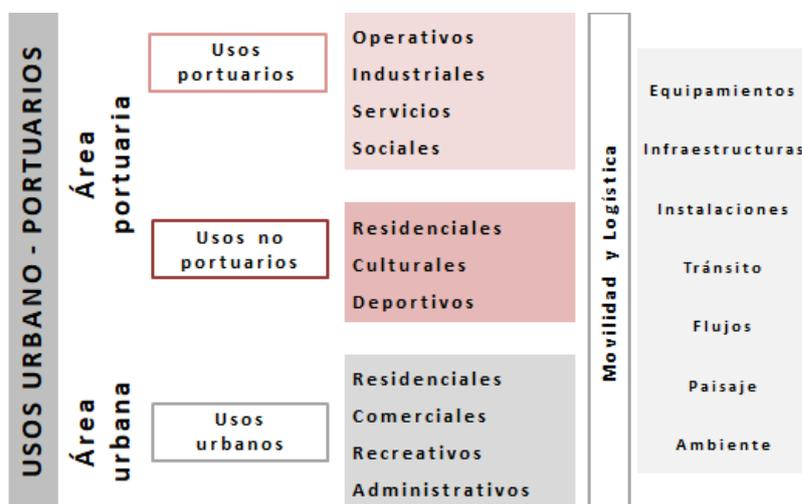 USOS URBANO - PORTUARIOS
Área
portuaria
Usos
portuarios
Operativos
Industriales
Servicios
Sociales
Usos no
portuarios
Residenciales
Culturales
Deportivos
Área
urbana
Usos
urbanos
Residenciales
Comerciales
Recreativos
Administrativos
Movilidad y Logística
Equipamientos
Infraestructuras
Instalaciones
Tránsito
Flujos
Paisaje
Ambiente